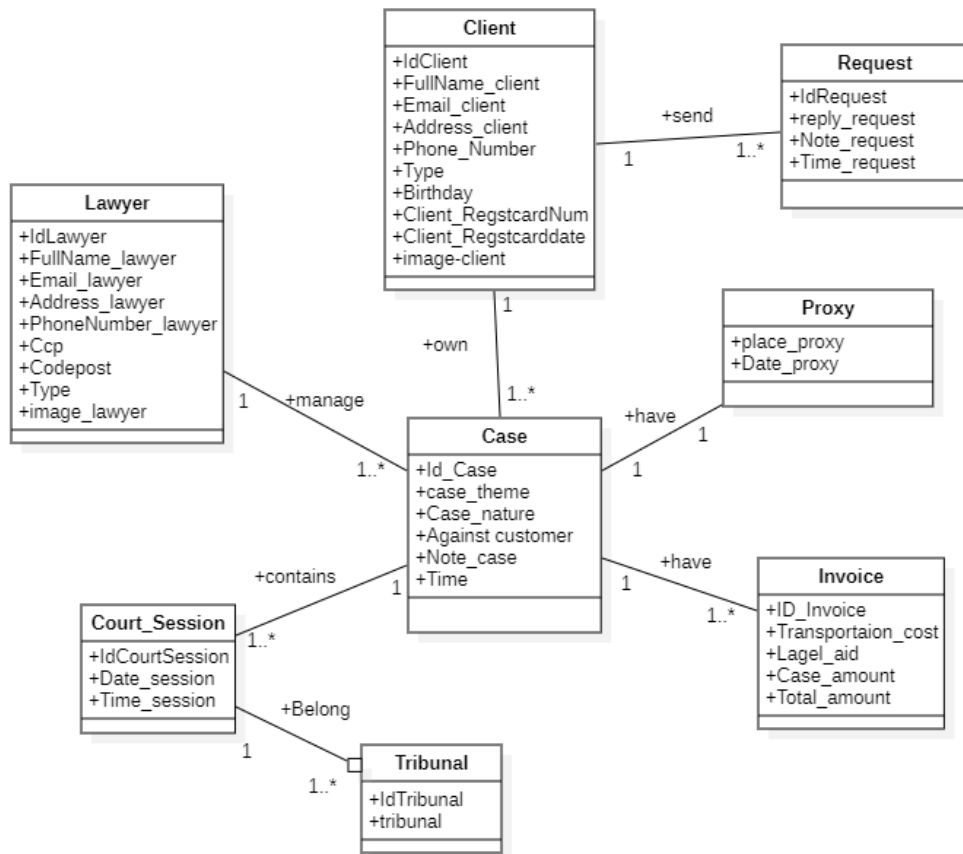 Client
+IdClient
+FullName_client
+Email_client
+Address_client
+Phone_Number
+Type
+Birthday
+Client_RegstcardNum
+Client_Regstcarddate
+image-client
Request
+IdRequest
+reply_request
+Note_request
+Time_request
+send
1
1..*
Lawyer
+IdLawyer
+FullName_lawyer
+Email_lawyer
+Address_lawyer
+PhoneNumber_lawyer
+Ccp
+Codepost
+Type
+image_lawyer
1
+own
1..*
Proxy
+place_proxy
+Date_proxy
+manage
1
1..*
+have
1
1
Case
+Id_Case
+case_theme
+Case_nature
+Against customer
+Note_case
+Time
+contains
1
1..*
+have
1
1..*
Invoice
+ID_Invoice
+Transportaion_cost
+Lagel_aid
+Case_amount
+Total_amount
Court_Session
+IdCourtSession
+Date_session
+Time_session
+Belong
1
1..*
Tribunal
+IdTribunal
+tribunal